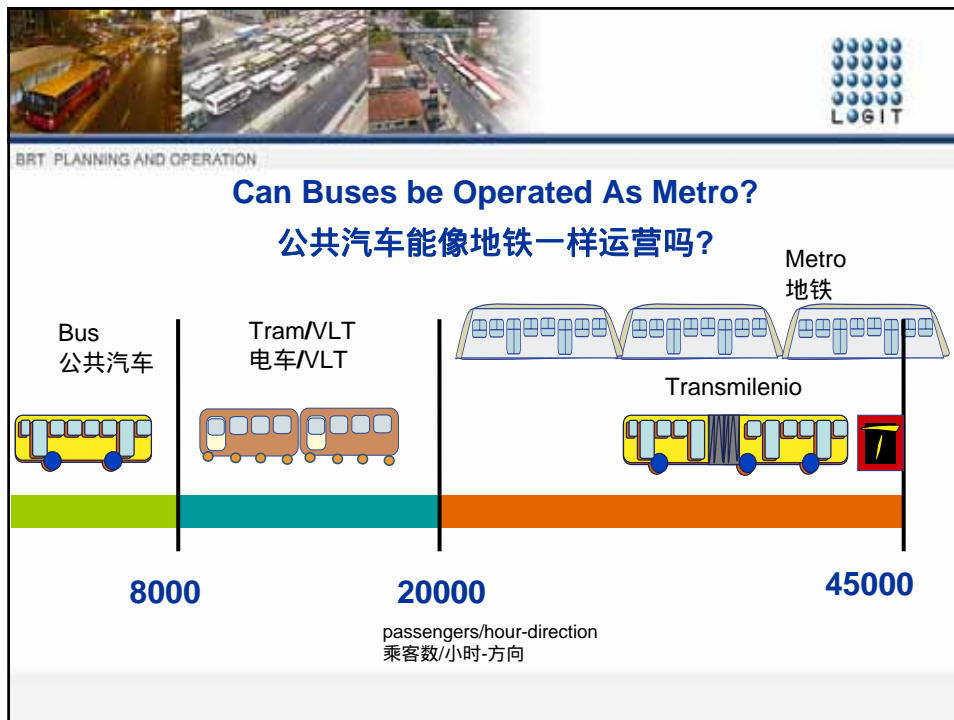 LOGIT
BRT PLANNING AND OPERATION
Can Buses be Operated As Metro?
公共汽车能像地铁一样运营吗?
Metro
地铁
Bus
公共汽车
Tram/VLT
电车/VLT
Transmilenio
8000
20000
45000
passengers/hour-direction
乘客数/小时-方向